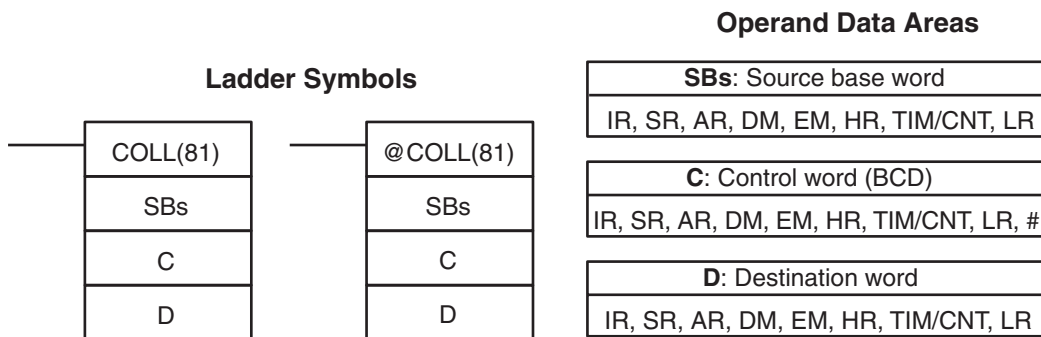 Ladder Symbols
COLL(81)
SBs
C
D
@COLL(81)
SBs
C
D
Operand Data Areas
SBs: Source base word
IR, SR, AR, DM, EM, HR, TIM/CNT, LR
C: Control word (BCD)
IR, SR, AR, DM, EM, HR, TIM/CNT, LR, #
D: Destination word
IR, SR, AR, DM, EM, HR, TIM/CNT, LR